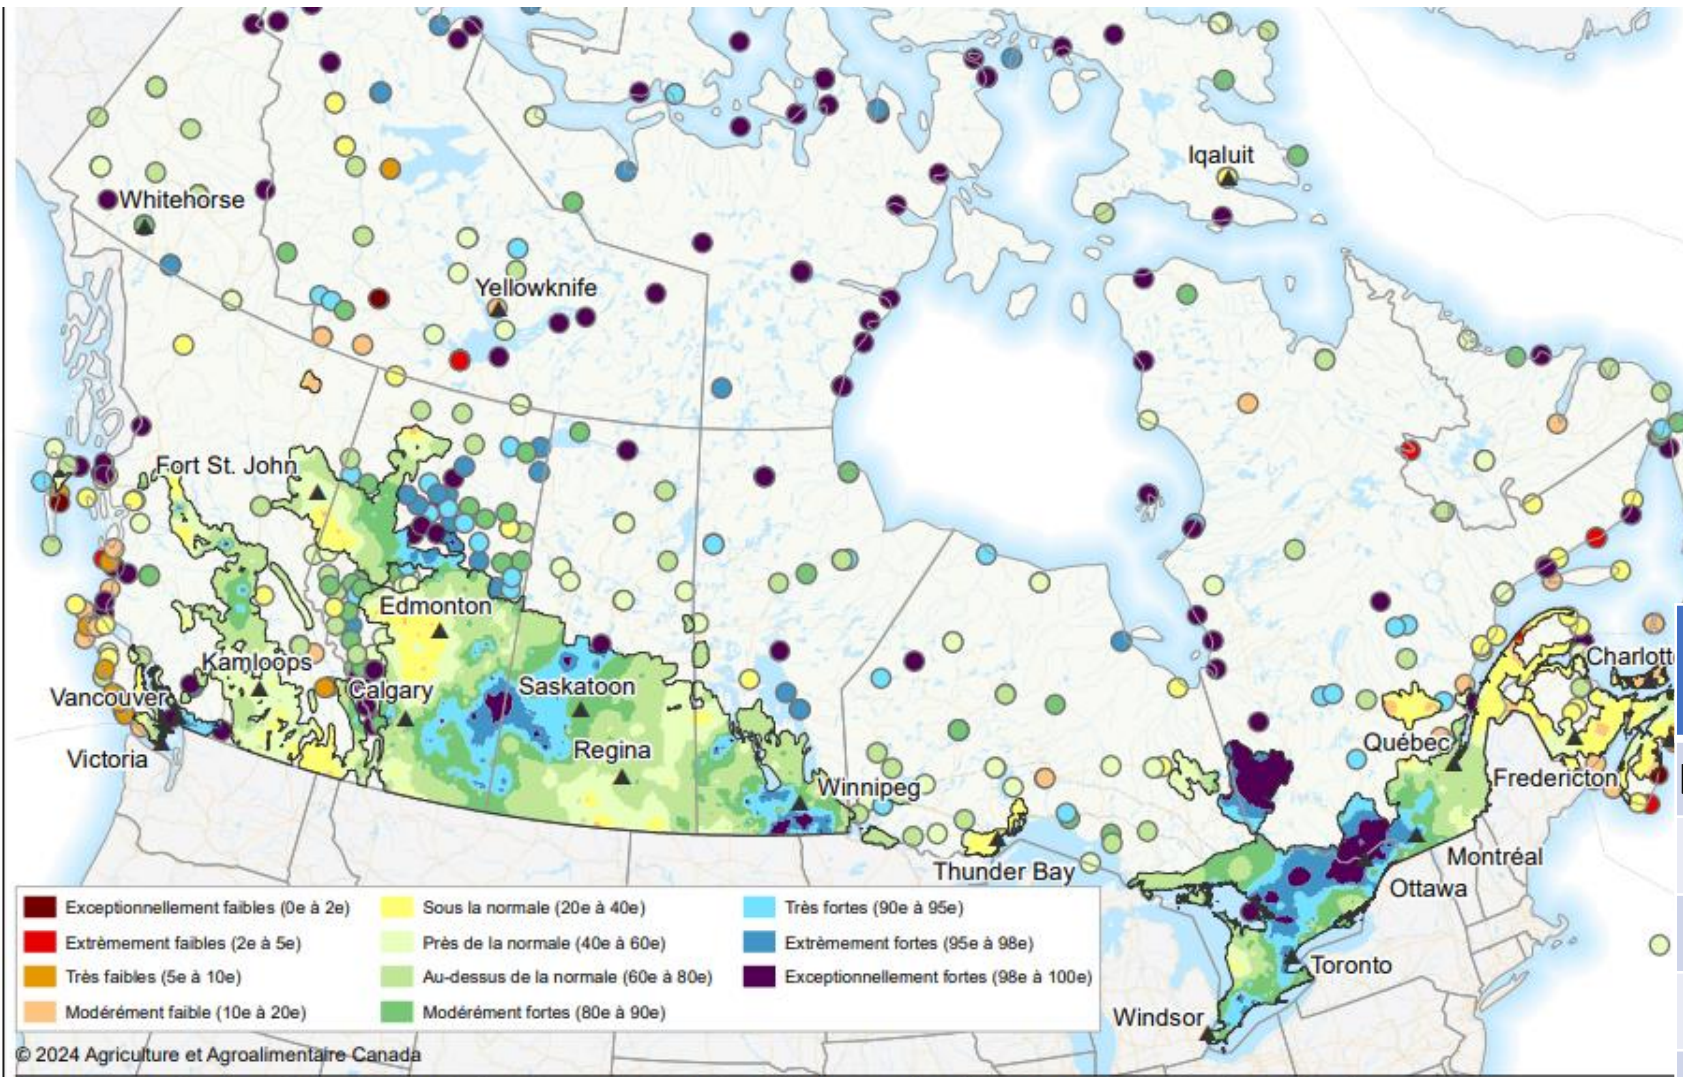 Iqaluit
Whitehorse
Yellowknife
Fort St. John
Edmonton
Kamloops
Charlott
Vancouver
Calgary
Saskatoon
Québec
Victoria
Regina
Winnipeg
Fredericton
Thunder Bay
Montréal
Ottawa
Toronto
Windsor
Exceptionnellement faibles (0e à 2e)
Extrèmement faibles (2e à 5e)
Très faibles (5e à 10e)
Modérément faible (10e à 20e)
Sous la normale (20e à 40e)
Près de la normale (40e à 60e)
Au-dessus de la normale (60e à 80e)
Modérément fortes (80e à 90e)
Très fortes (90e à 95e)
Extrèmement fortes (95e à 98e)
Exceptionnellement fortes (98e à 100e)
© 2024 Agriculture et Agroalimentaire Canada